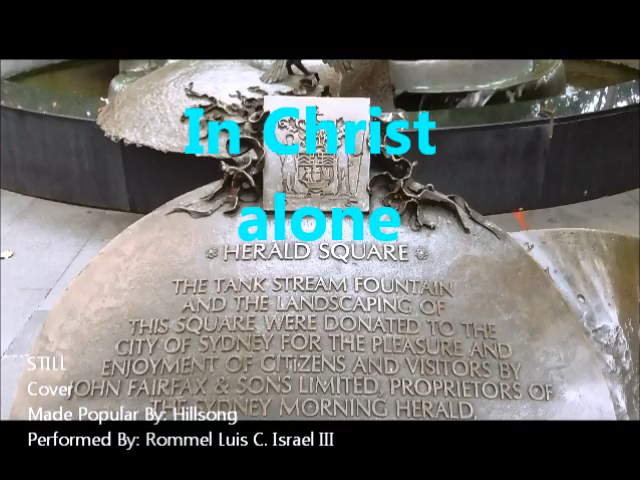 In Christ
alone
HERALD SQUARE
THE TANK STREAM FOUNTAIN
AND THE LANDSCAPING OF
THIS SQUARE WERE DONATED TO THE
CITY OF SYDNEY FOR THE PLEASURE AND
ENJOYMENT OF CITIZENS AND VISITORS BY
JOHN FAIRFAX & SONS LIMITED, PROPRIETORS OF
THE SYDNEY MORNING HERALD,
STILL
Cover
Made Popular By: Hillsong
Performed By: Rommel Luis C. Israel III